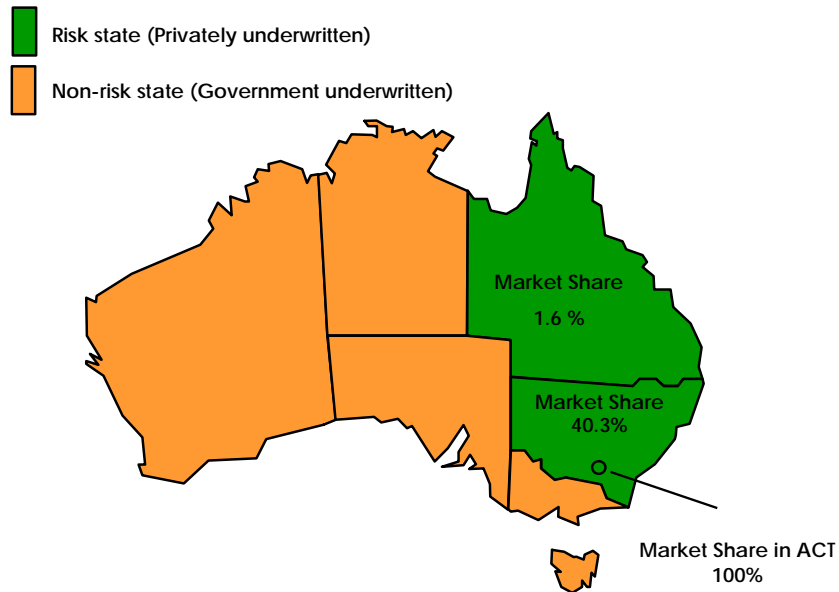 Risk state (Privately underwritten)
Non-risk state (Government underwritten)
Market Share
1.6 %
Market Share
40.3%
Market Share in ACT
100%